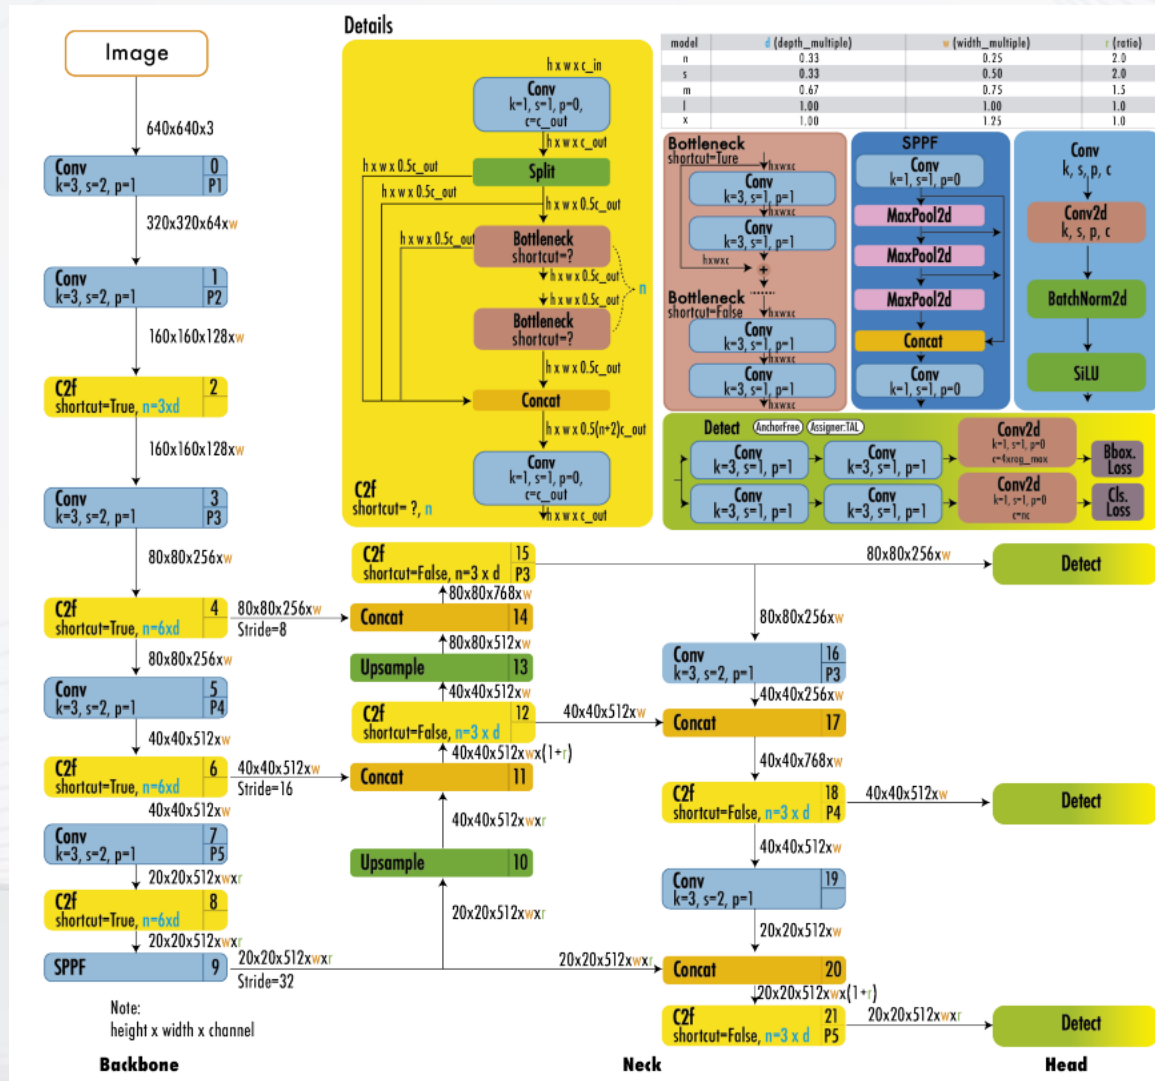 Details
Image
640x640x3
Conv
k=3, s=2, p=1
0
P1
320x320x64xw
Conv
k=3, s=2, p=1
1
P2
160x160x128xw
C2f
shortcut=True, n=3xd
2
160x160x128xw
Conv
k=3, s=2, p=1
3
P3
80x80x256xw
C2f
shortcut=True, n=6xd
4
80x80x256xw
Stride=8
80x80x256xw
Conv
k=3, s=2, p=1
5
P4
40x40x512xw
C2f
shortcut=True, n=6xd
6
40x40x512xw
Stride=16
40x40x512xw
Conv
k=3, s=2, p=1
7
P5
20x20x512xwxr
C2f
shortcut=True, n=6xd
8
20x20x512xwxr
SPPF
9
20x20x512xwxr
Stride=32
Note:
height x width x channel
Backbone
h x w x c_in
Conv
k=1, s=1, p=0,
c=c_out
h x w x c_out
Split
h x w x 0.5c_out
h x w x 0.5c_out
h x w x 0.5c_out
h x w x 0.5c_out
Bottleneck
shortcut=?
h x w x 0.5c_out
n
h x w x 0.5c_out
Bottleneck
shortcut=?
h x w x 0.5c_out
Concat
h x w x 0.5(n+2)c_out
Conv
k=1, s=1, p=0,
c=c_out
C2f
shortcut= ?, n
h x w x c_out
model d (depth_multiple) w (width_multiple) r (ratio)
n 0.33 0.25 2.0
s 0.33 0.50 2.0
m 0.67 0.75 1.5
l 1.00 1.00 1.0
x 1.00 1.25 1.0
Bottleneck
shortcut=Ture
hxwxc
Conv
k=3, s=1, p=1
hxwxc
Conv
k=3, s=1, p=1
hxwxc
+
Bottleneck
shortcut=False
hxwxc
Conv
k=3, s=1, p=1
hxwxc
Conv
k=3, s=1, p=1
hxwxc
SPPF
Conv
k=1, s=1, p=0
MaxPool2d
MaxPool2d
MaxPool2d
Concat
Conv
k=1, s=1, p=0
Conv
k, s, p, c
Conv2d
k, s, p, c
BatchNorm2d
SiLU
Detect
AnchorFree
Assigner:TAL
Conv
k=3, s=1, p=1
Conv
k=3, s=1, p=1
Conv2d
k=1, s=1, p=0
c=4xreg_max
Bbox.
Loss
Conv
k=3, s=1, p=1
Conv
k=3, s=1, p=1
Conv2d
k=1, s=1, p=0
c=nc
Cls.
Loss
C2f
shortcut=False, n=3 x d
15
P3
80x80x256xw
Detect
80x80x768xw
Concat
14
80x80x512xw
Upsample
13
40x40x512xw
C2f
shortcut=False, n=3 x d
12
40x40x512xw
40x40x512xwx(1+r)
Concat
11
40x40x512xwxr
Upsample
10
20x20x512xwxr
80x80x256xw
Conv
k=3, s=2, p=1
16
P3
40x40x256xw
Concat
17
40x40x768xw
C2f
shortcut=False, n=3 x d
18
P4
40x40x512xw
Detect
40x40x512xw
Conv
k=3, s=2, p=1
19
20x20x512xw
20x20x512xwxr
Concat
20
20x20x512xwx(1+r)
C2f
shortcut=False, n=3 x d
21
P5
20x20x512xwxr
Detect
Neck
Head